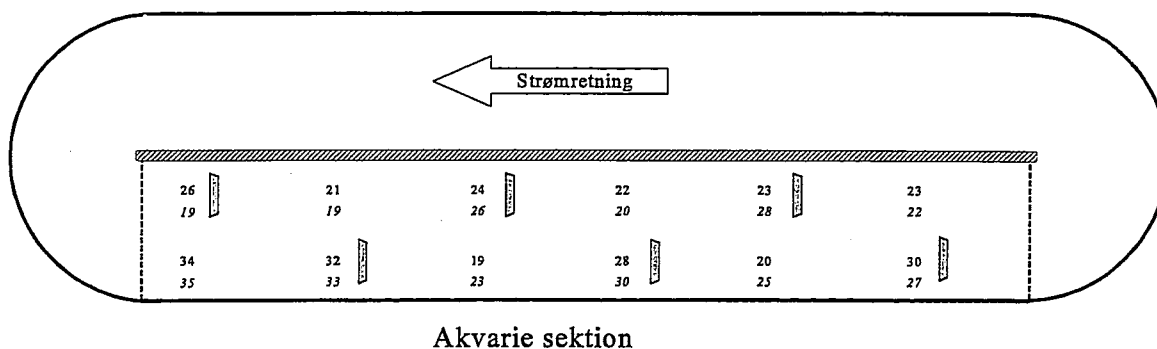 Strømretning
26 21 24 22 23 23
19 19 26 20 28 22
34 32 19 28 20 30
35 33 23 30 25 27
Akvarie sektion